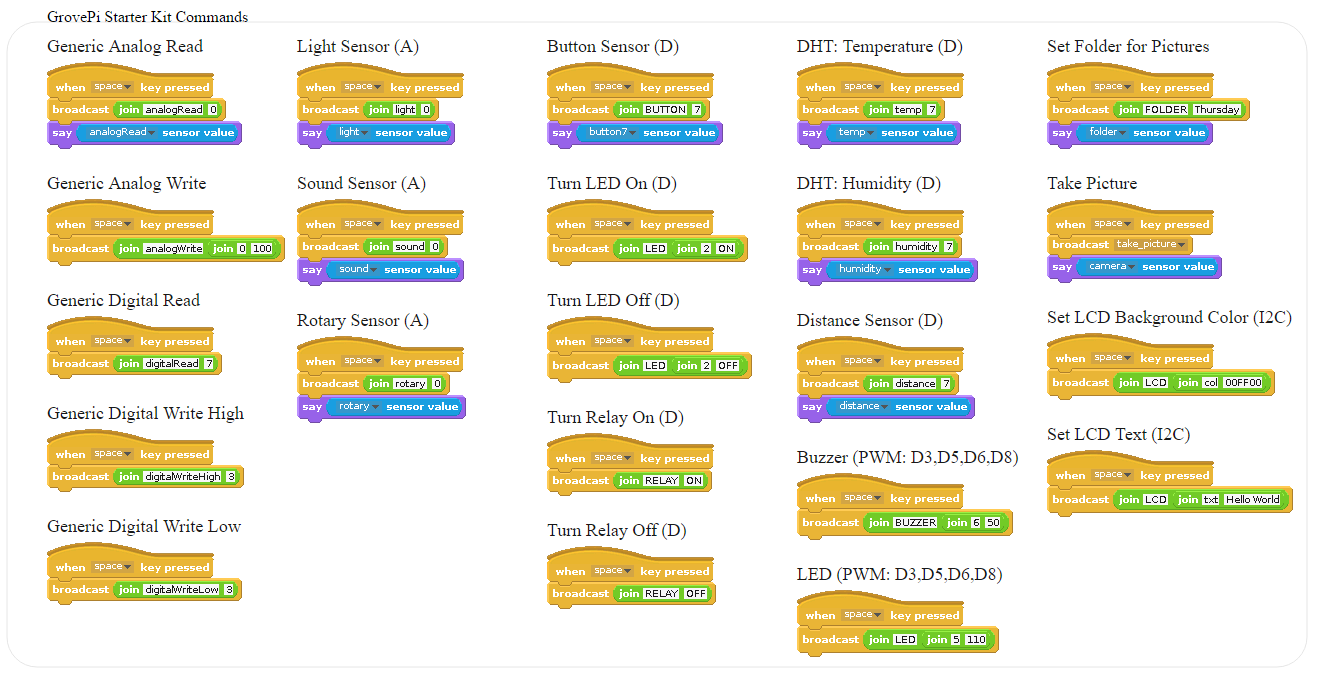 GrovePi Starter Kit Commands
Generic Analog Read
when space key pressed
broadcast join analogRead 0
say analogRead sensor value
Generic Analog Write
when space key pressed
broadcast join analogWrite join 0 100
Generic Digital Read
when space key pressed
broadcast join digitalRead 7
Generic Digital Write High
when space key pressed
broadcast join digitalWriteHigh 3
Generic Digital Write Low
when space key pressed
broadcast join digitalWriteLow 3
Light Sensor (A)
when space key pressed
broadcast join light 0
say light sensor value
Sound Sensor (A)
when space key pressed
broadcast join sound 0
say sound sensor value
Rotary Sensor (A)
when space key pressed
broadcast join rotary 0
say rotary sensor value
Button Sensor (D)
when space key pressed
broadcast join BUTTON 7
say button7 sensor value
Turn LED On (D)
when space key pressed
broadcast join LED join 2 ON
Turn LED Off (D)
when space key pressed
broadcast join LED join 2 OFF
Turn Relay On (D)
when space key pressed
broadcast join RELAY ON
Turn Relay Off (D)
when space key pressed
broadcast join RELAY OFF
DHT: Temperature (D)
when space key pressed
broadcast join temp 7
say temp sensor value
DHT: Humidity (D)
when space key pressed
broadcast join humidity 7
say humidity sensor value
Distance Sensor (D)
when space key pressed
broadcast join distance 7
say distance sensor value
Buzzer (PWM: D3,D5,D6,D8)
when space key pressed
broadcast join BUZZER join 6 50
LED (PWM: D3,D5,D6,D8)
when space key pressed
broadcast join LED join 5 110
Set Folder for Pictures
when space key pressed
broadcast join FOLDER Thursday
say folder sensor value
Take Picture
when space key pressed
broadcast take_picture
say camera sensor value
Set LCD Background Color (I2C)
when space key pressed
broadcast join LCD join col 00FF00
Set LCD Text (I2C)
when space key pressed
broadcast join LCD join txt Hello World